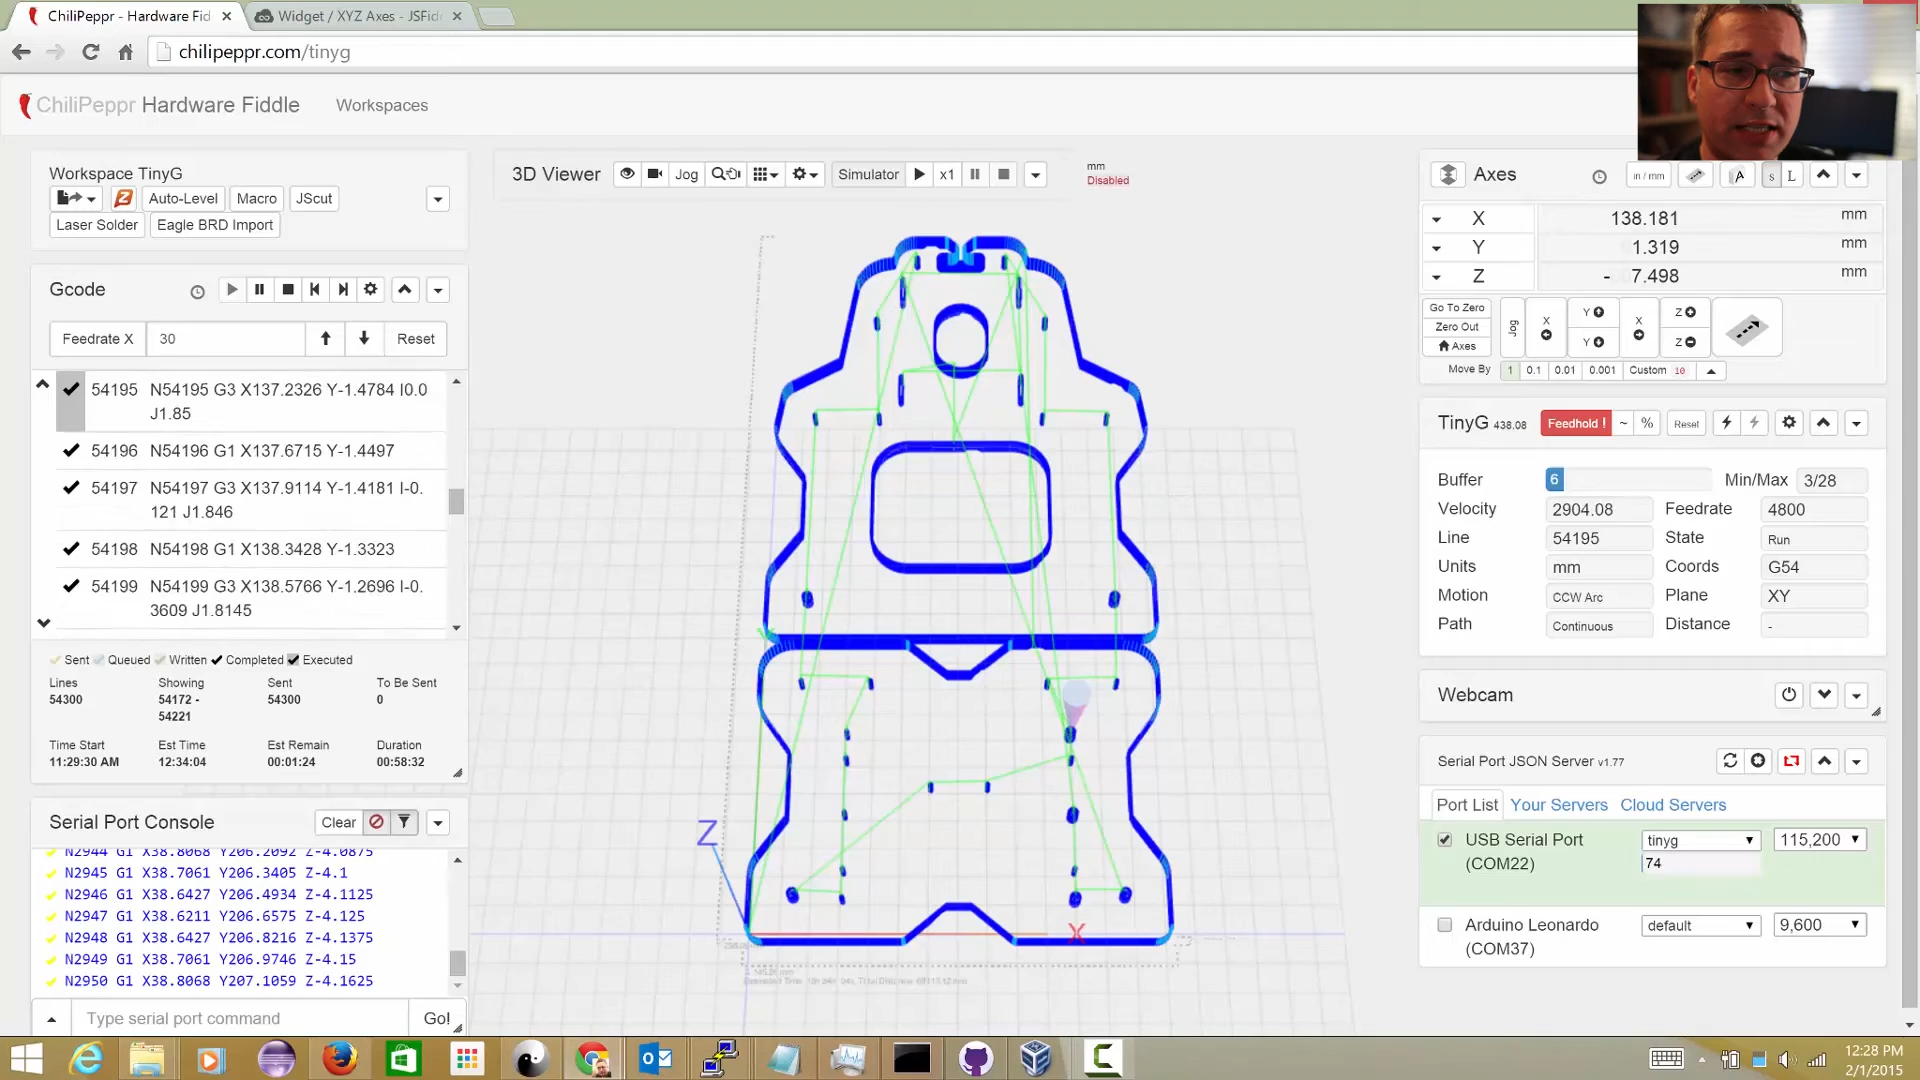 ChiliPeppr - Hardware Fid
Widget / XYZ Axes - JSFid
chilipeppr.com/tinyg
ChiliPeppr Hardware Fiddle
Workspaces
Workspace TinyG
Auto-Level
Macro
JScut
Laser Solder
Eagle BRD Import
Gcode
Feedrate X
30
Reset
54195 N54195 G3 X137.2326 Y-1.4784 I0.0
J1.85
54196 N54196 G1 X137.6715 Y-1.4497
54197 N54197 G3 X137.9114 Y-1.4181 I-0.
121 J1.846
54198 N54198 G1 X138.3428 Y-1.3323
54199 N54199 G3 X138.5766 Y-1.2696 I-0.
3609 J1.8145
Sent Queued Written Completed Executed
Lines Showing Sent To Be Sent
54300 54172 - 54300 0
54221
Time Start Est Time Est Remain Duration
11:29:30 AM 12:34:04 00:01:24 00:58:32
Serial Port Console
Clear
N2944 G1 X38.8068 Y206.2092 Z-4.0875
N2945 G1 X38.7061 Y206.3405 Z-4.1
N2946 G1 X38.6427 Y206.4934 Z-4.1125
N2947 G1 X38.6211 Y206.6575 Z-4.125
N2948 G1 X38.6427 Y206.8216 Z-4.1375
N2949 G1 X38.7061 Y206.9746 Z-4.15
N2950 G1 X38.8068 Y207.1059 Z-4.1625
Type serial port command
Go!
3D Viewer
Jog
Simulator
x1
mm
Disabled
Z
X
Axes
in / mm
A
s
L
X 138.181 mm
Y 1.319 mm
Z - 7.498 mm
Go To Zero
Zero Out
Axes
Jog
X
Y
Y
X
Z
Z
Move By 1 0.1 0.01 0.001 Custom 10
TinyG 438.08 Feedhold ! ~ % Reset
Buffer 6 Min/Max 3/28
Velocity 2904.08 Feedrate 4800
Line 54195 State Run
Units mm Coords G54
Motion CCW Arc Plane XY
Path Continuous Distance -
Webcam
Serial Port JSON Server v1.77
Port List Your Servers Cloud Servers
USB Serial Port tinyg 115,200
(COM22) 74
Arduino Leonardo default 9,600
(COM37)
12:28 PM
2/1/2015